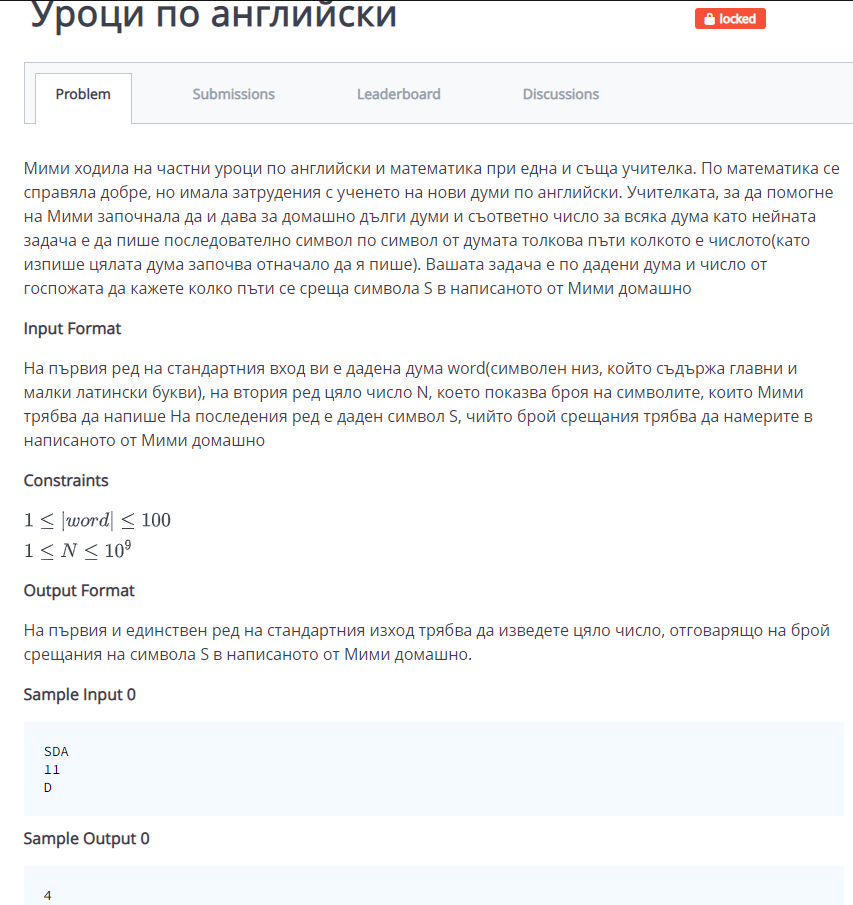 Уроци по английски
locked
Problem
Submissions
Leaderboard
Discussions
Мими ходила на частни уроци по английски и математика при една и съща учителка. По математика се
справяла добре, но имала затрудения с ученето на нови думи по английски. Учителката, за да помогне
на Мими започнала да и дава за домашно дълги думи и съответно число за всяка дума като нейната
задача е да пише последователно символ по символ от думата толкова пъти колкото е числото(като
изпише цялата дума започва отначало да я пише). Вашата задача е по дадени дума и число от
госпожата да кажете колко пъти се среща символа S в написаното от Мими домашно
Input Format
На първия ред на стандартния вход ви е дадена дума word(символен низ, който съдържа главни и
малки латински букви), на втория ред цяло число N, което показва броя на символите, които Мими
трябва да напише На последения ред е даден символ S, чийто брой срещания трябва да намерите в
написаното от Мими домашно
Constraints
1 ≤ |word| ≤ 100
1 ≤ N ≤ 10⁹
Output Format
На първия и единствен ред на стандартния изход трябва да изведете цяло число, отговарящо на брой
срещания на символа S в написаното от Мими домашно.
Sample Input 0
SDA
11
D
Sample Output 0
4